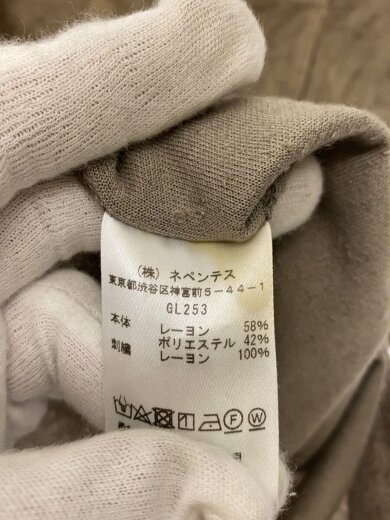 （株）ネペンテス
東京都渋谷区神宮前5－44－1
GL253
本体 レーヨン 58%
ポリエステル 42%
刺繍 レーヨン 100%